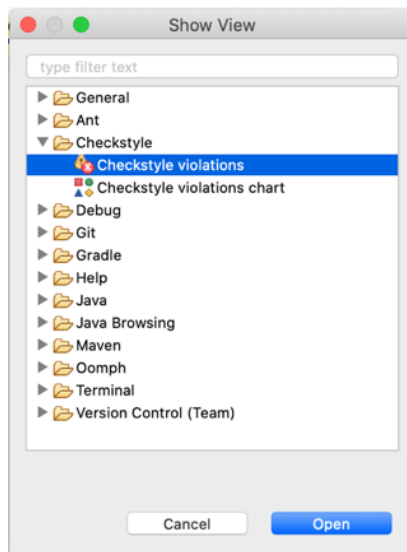 Show View
type filter text
General
Ant
Checkstyle
Checkstyle violations
Checkstyle violations chart
Debug
Git
Gradle
Help
Java
Java Browsing
Maven
Oomph
Terminal
Version Control (Team)
Cancel Open